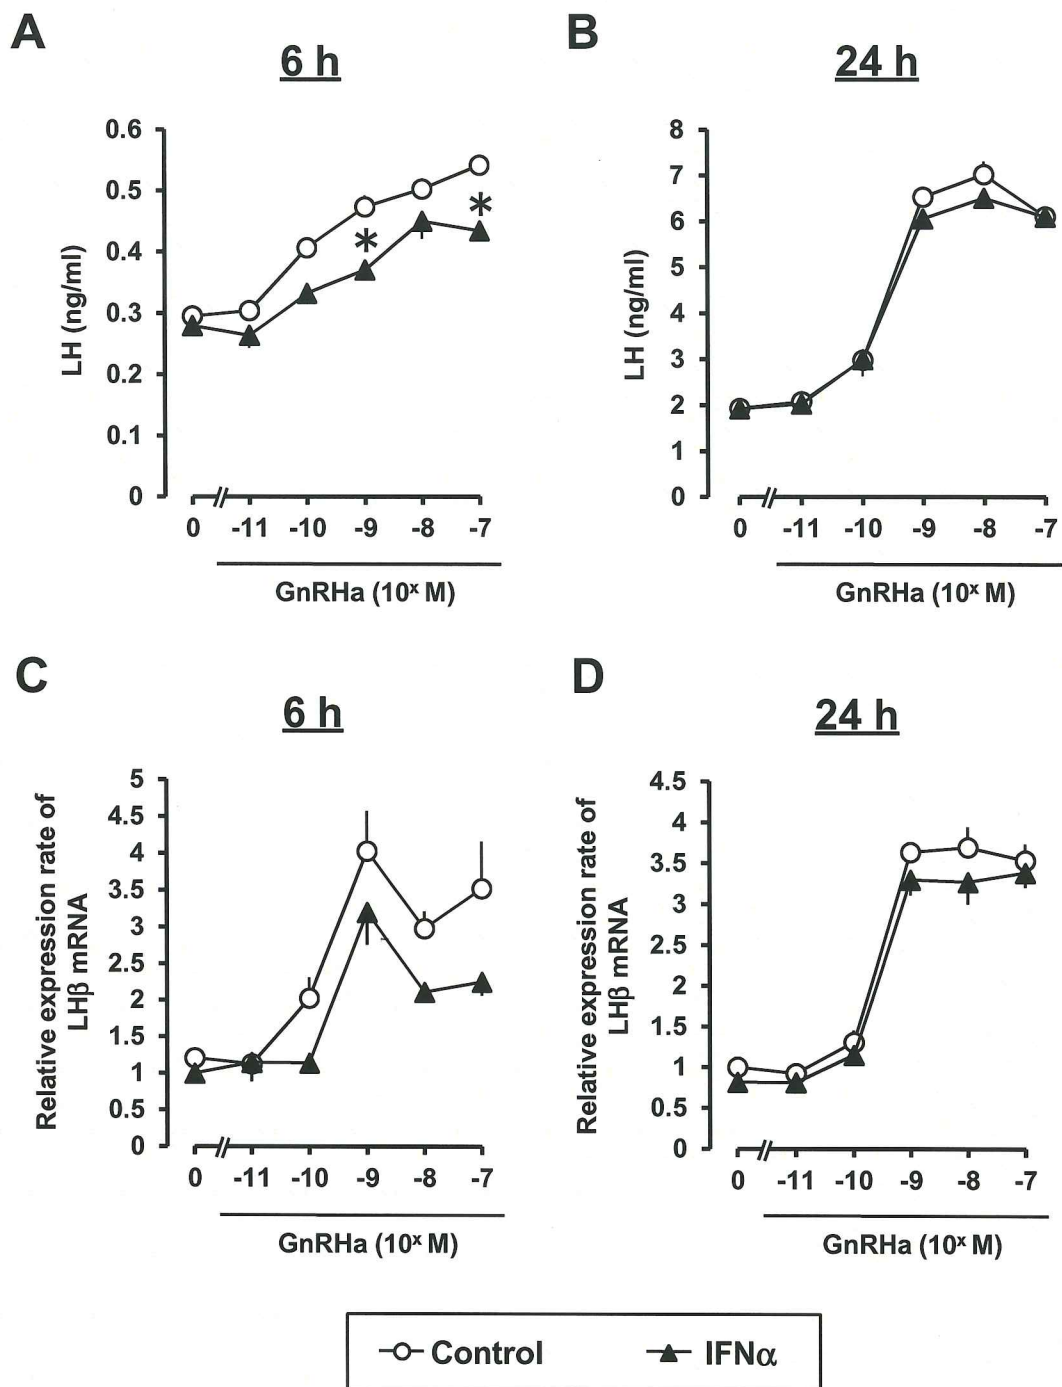 A
6 h
0.6
0.5
0.4
0.3
0.2
0.1
0
LH (ng/ml)
*
*
0 -11 -10 -9 -8 -7
GnRHa (10ˣ M)
B
24 h
8
7
6
5
4
3
2
1
0
LH (ng/ml)
0 -11 -10 -9 -8 -7
GnRHa (10ˣ M)
C
6 h
5
4.5
4
3.5
3
2.5
2
1.5
1
0.5
0
Relative expression rate of
LHβ mRNA
0 -11 -10 -9 -8 -7
GnRHa (10ˣ M)
D
24 h
4.5
4
3.5
3
2.5
2
1.5
1
0.5
0
Relative expression rate of
LHβ mRNA
0 -11 -10 -9 -8 -7
GnRHa (10ˣ M)
Control
IFNα